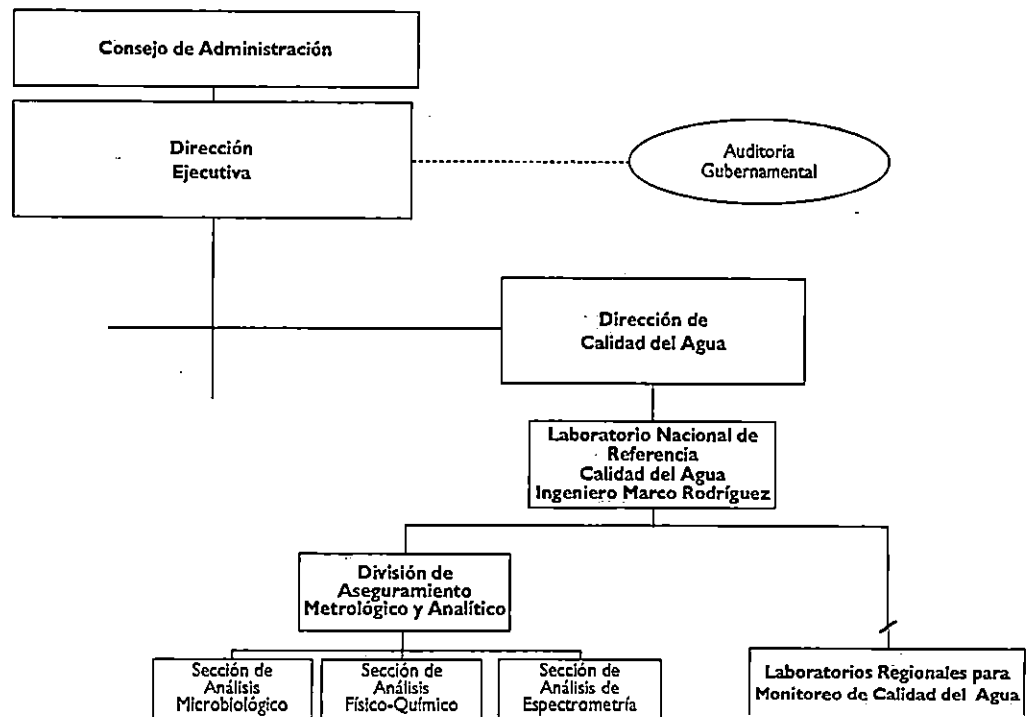 Consejo de Administración
Dirección
Ejecutiva
Auditoria
Gubernamental
Dirección de
Calidad del Agua
Laboratorio Nacional de
Referencia
Calidad del Agua
Ingeniero Marco Rodríguez
División de
Aseguramiento
Metrológico y Analítico
Sección de
Análisis
Microbiológico
Sección de
Análisis
Físico-Químico
Sección de
Análisis de
Espectrometría
Laboratorios Regionales para
Monitoreo de Calidad del Agua